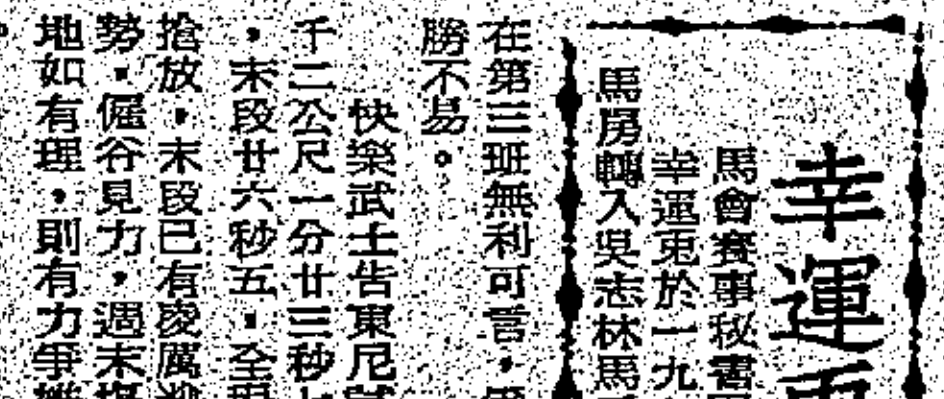 幸運
馬會賽事秘書
幸運兎於一九
馬房轉入吳志林馬
在第三班無利可言，
勝不易。
快樂武士告東尼試
千二公尺一分廿三秒
，末段廿六秒五．全
搶放，末段已有凌厲
勢．僱谷見力，週末
地如有理，則有力爭